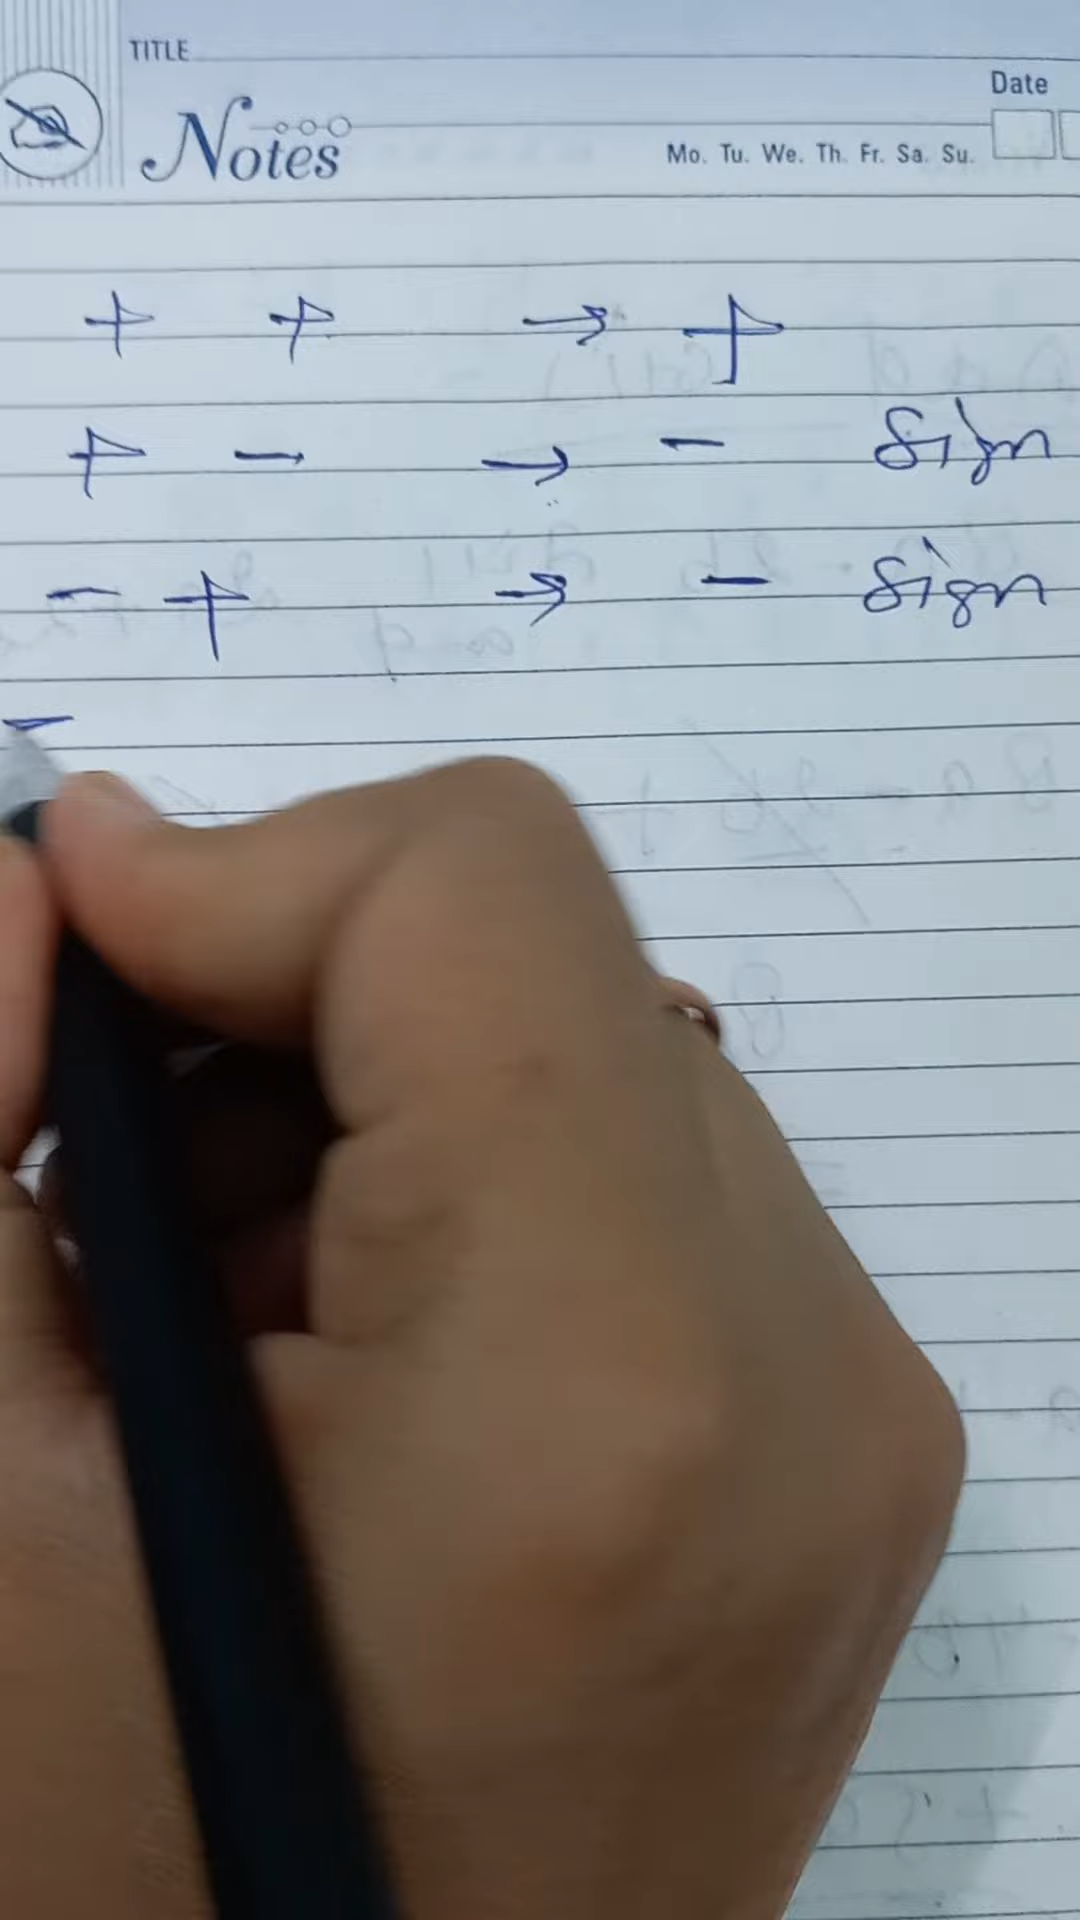 TITLE
Date
Notes
Mo. Tu. We. Th. Fr. Sa. Su.
+ + → +
+ - → - Sign
- + → - Sign
-